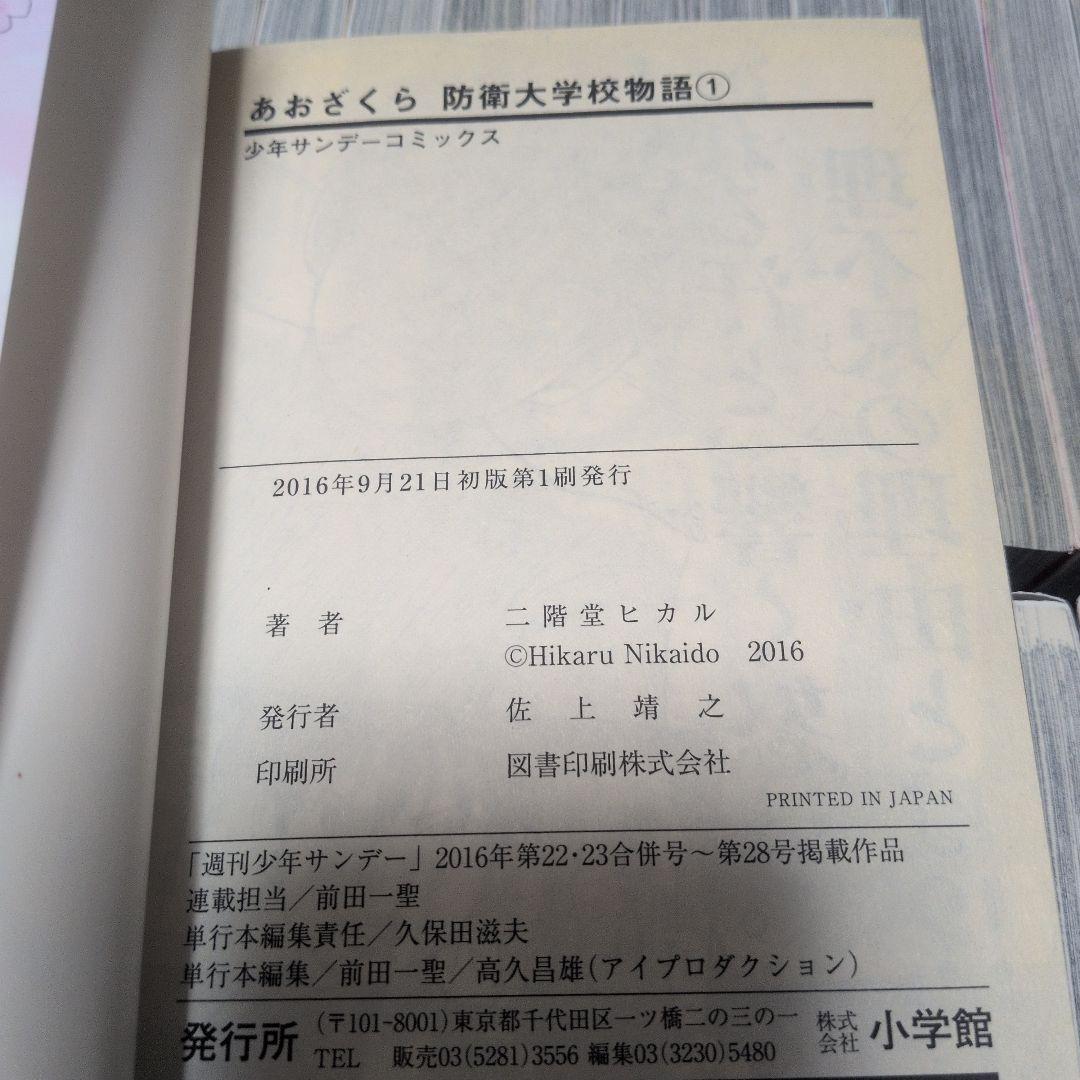 あおざくら 防衛大学校物語①
少年サンデーコミックス
2016年9月21日初版第1刷発行
著 者 二階堂ヒカル
©Hikaru Nikaido 2016
発行者 佐上靖之
印刷所 図書印刷株式会社
PRINTED IN JAPAN
「週刊少年サンデー」2016年第22・23合併号～第28号掲載作品
連載担当／前田一聖
単行本編集責任／久保田滋夫
単行本編集／前田一聖／高久昌雄(アイプロダクション)
発行所 (〒101-8001)東京都千代田区一ツ橋二の三の一 株式会社 小学館
TEL 販売03(5281)3556 編集03(3230)5480